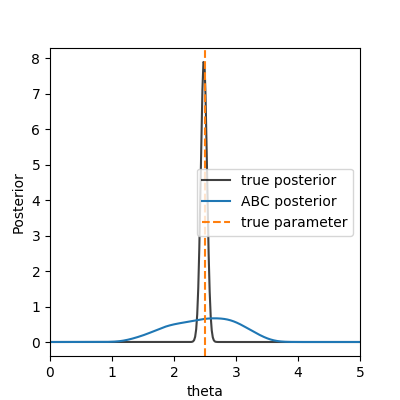 8
7
6
5
4
3
2
1
0
Posterior
true posterior
ABC posterior
true parameter
0 1 2 3 4 5
theta